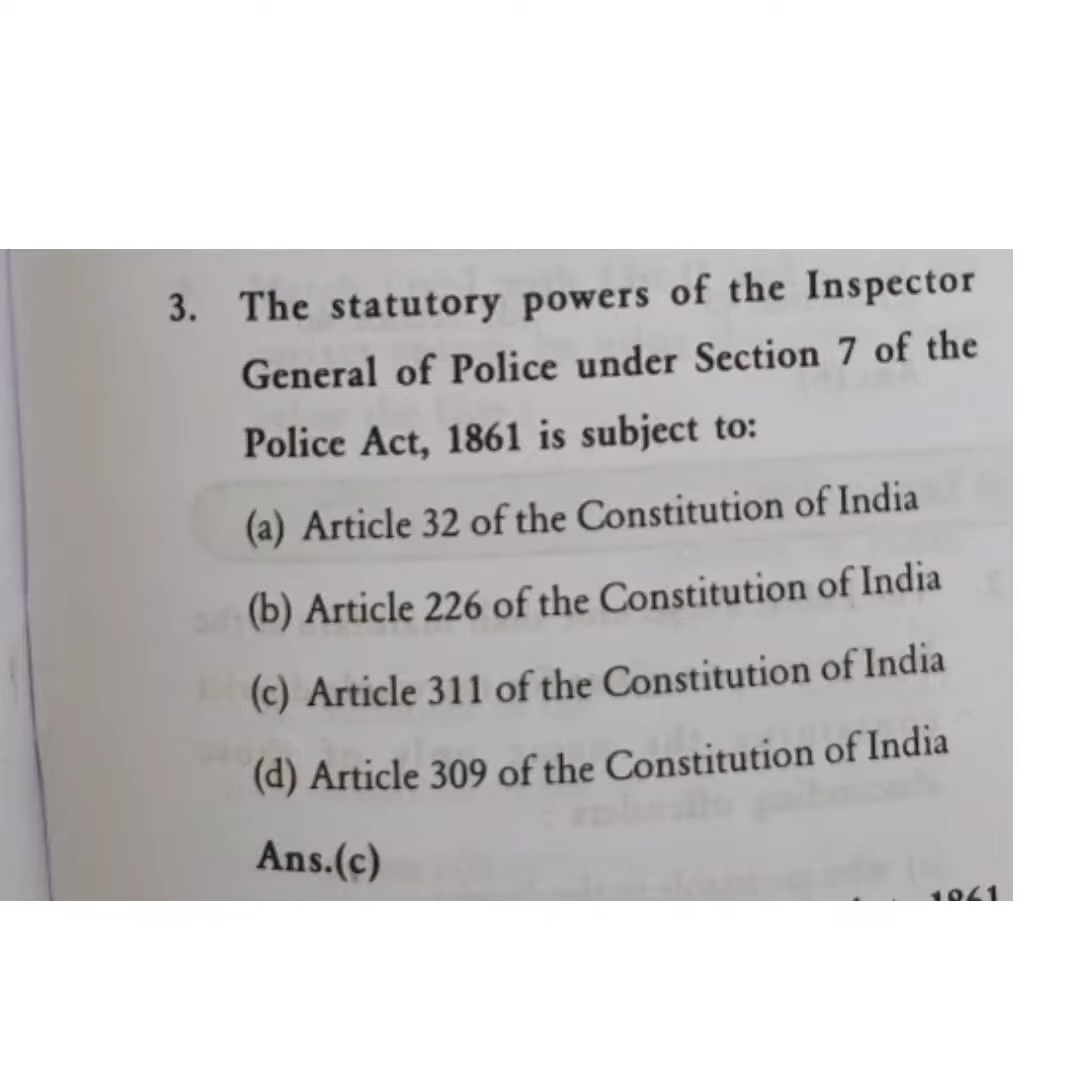 3. The statutory powers of the Inspector
General of Police under Section 7 of the
Police Act, 1861 is subject to:
(a) Article 32 of the Constitution of India
(b) Article 226 of the Constitution of India
(c) Article 311 of the Constitution of India
(d) Article 309 of the Constitution of India
Ans.(c)
1861